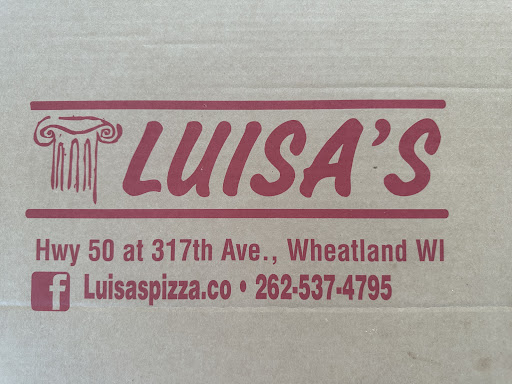 LUISA'S
Hwy 50 at 317th Ave., Wheatland WI
f Luisaspizza.co • 262-537-4795